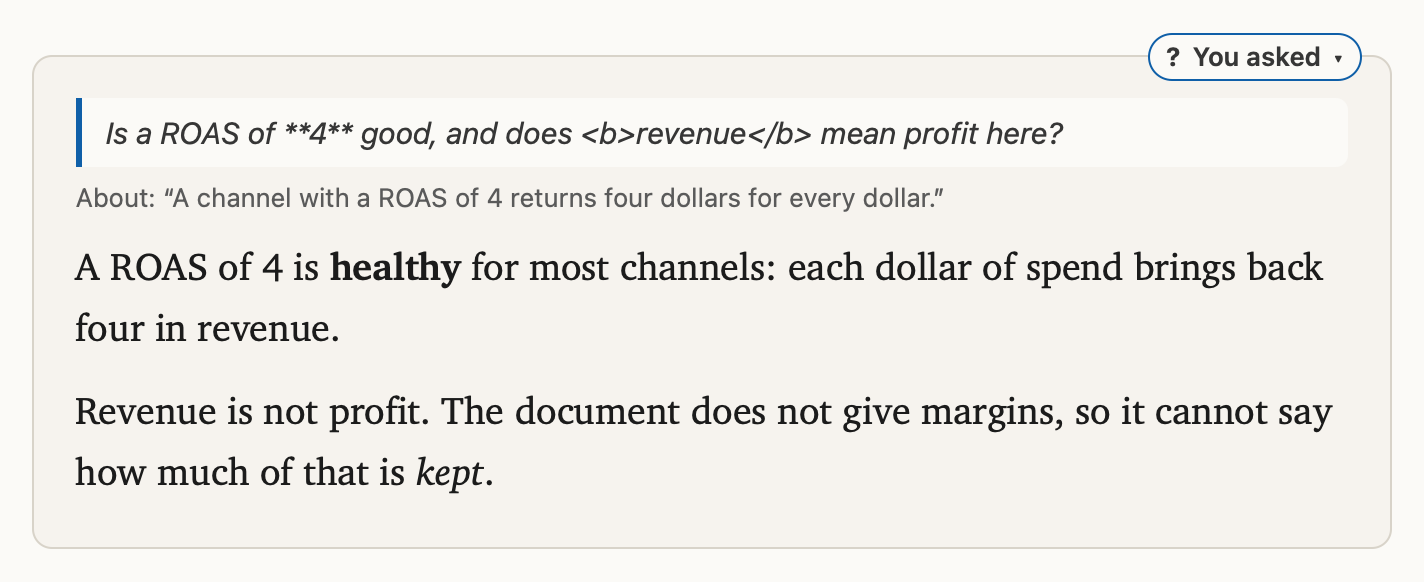 ? You asked ▾
Is a ROAS of **4** good, and does <b>revenue</b> mean profit here?
About: “A channel with a ROAS of 4 returns four dollars for every dollar.”
A ROAS of 4 is healthy for most channels: each dollar of spend brings back
four in revenue.
Revenue is not profit. The document does not give margins, so it cannot say
how much of that is kept.